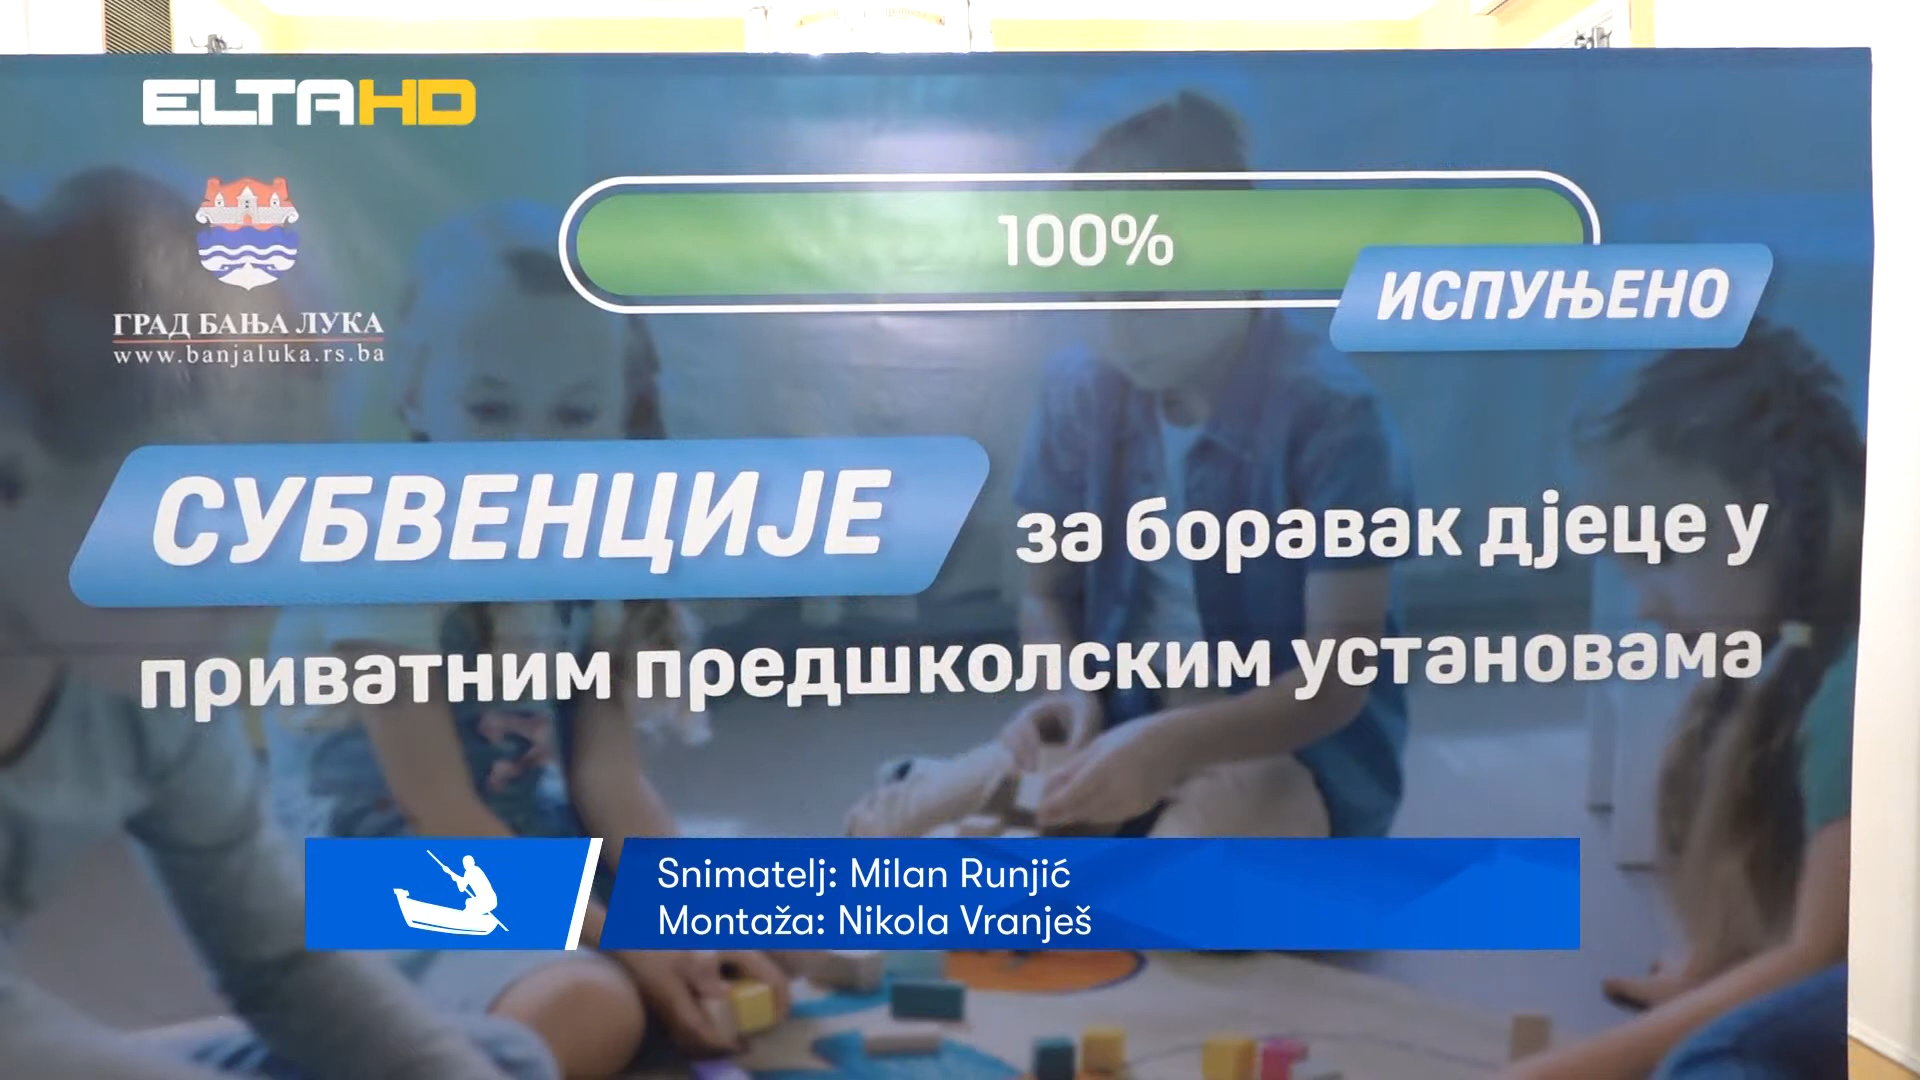 ELTAHD
100%
ИСПУЊЕНО
ГРАД БАЊА ЛУКА
www.banjaluka.rs.ba
СУБВЕНЦИЈЕ за боравак дјеце у
приватним предшколским установама
Snimatelj: Milan Runjić
Montaža: Nikola Vranješ